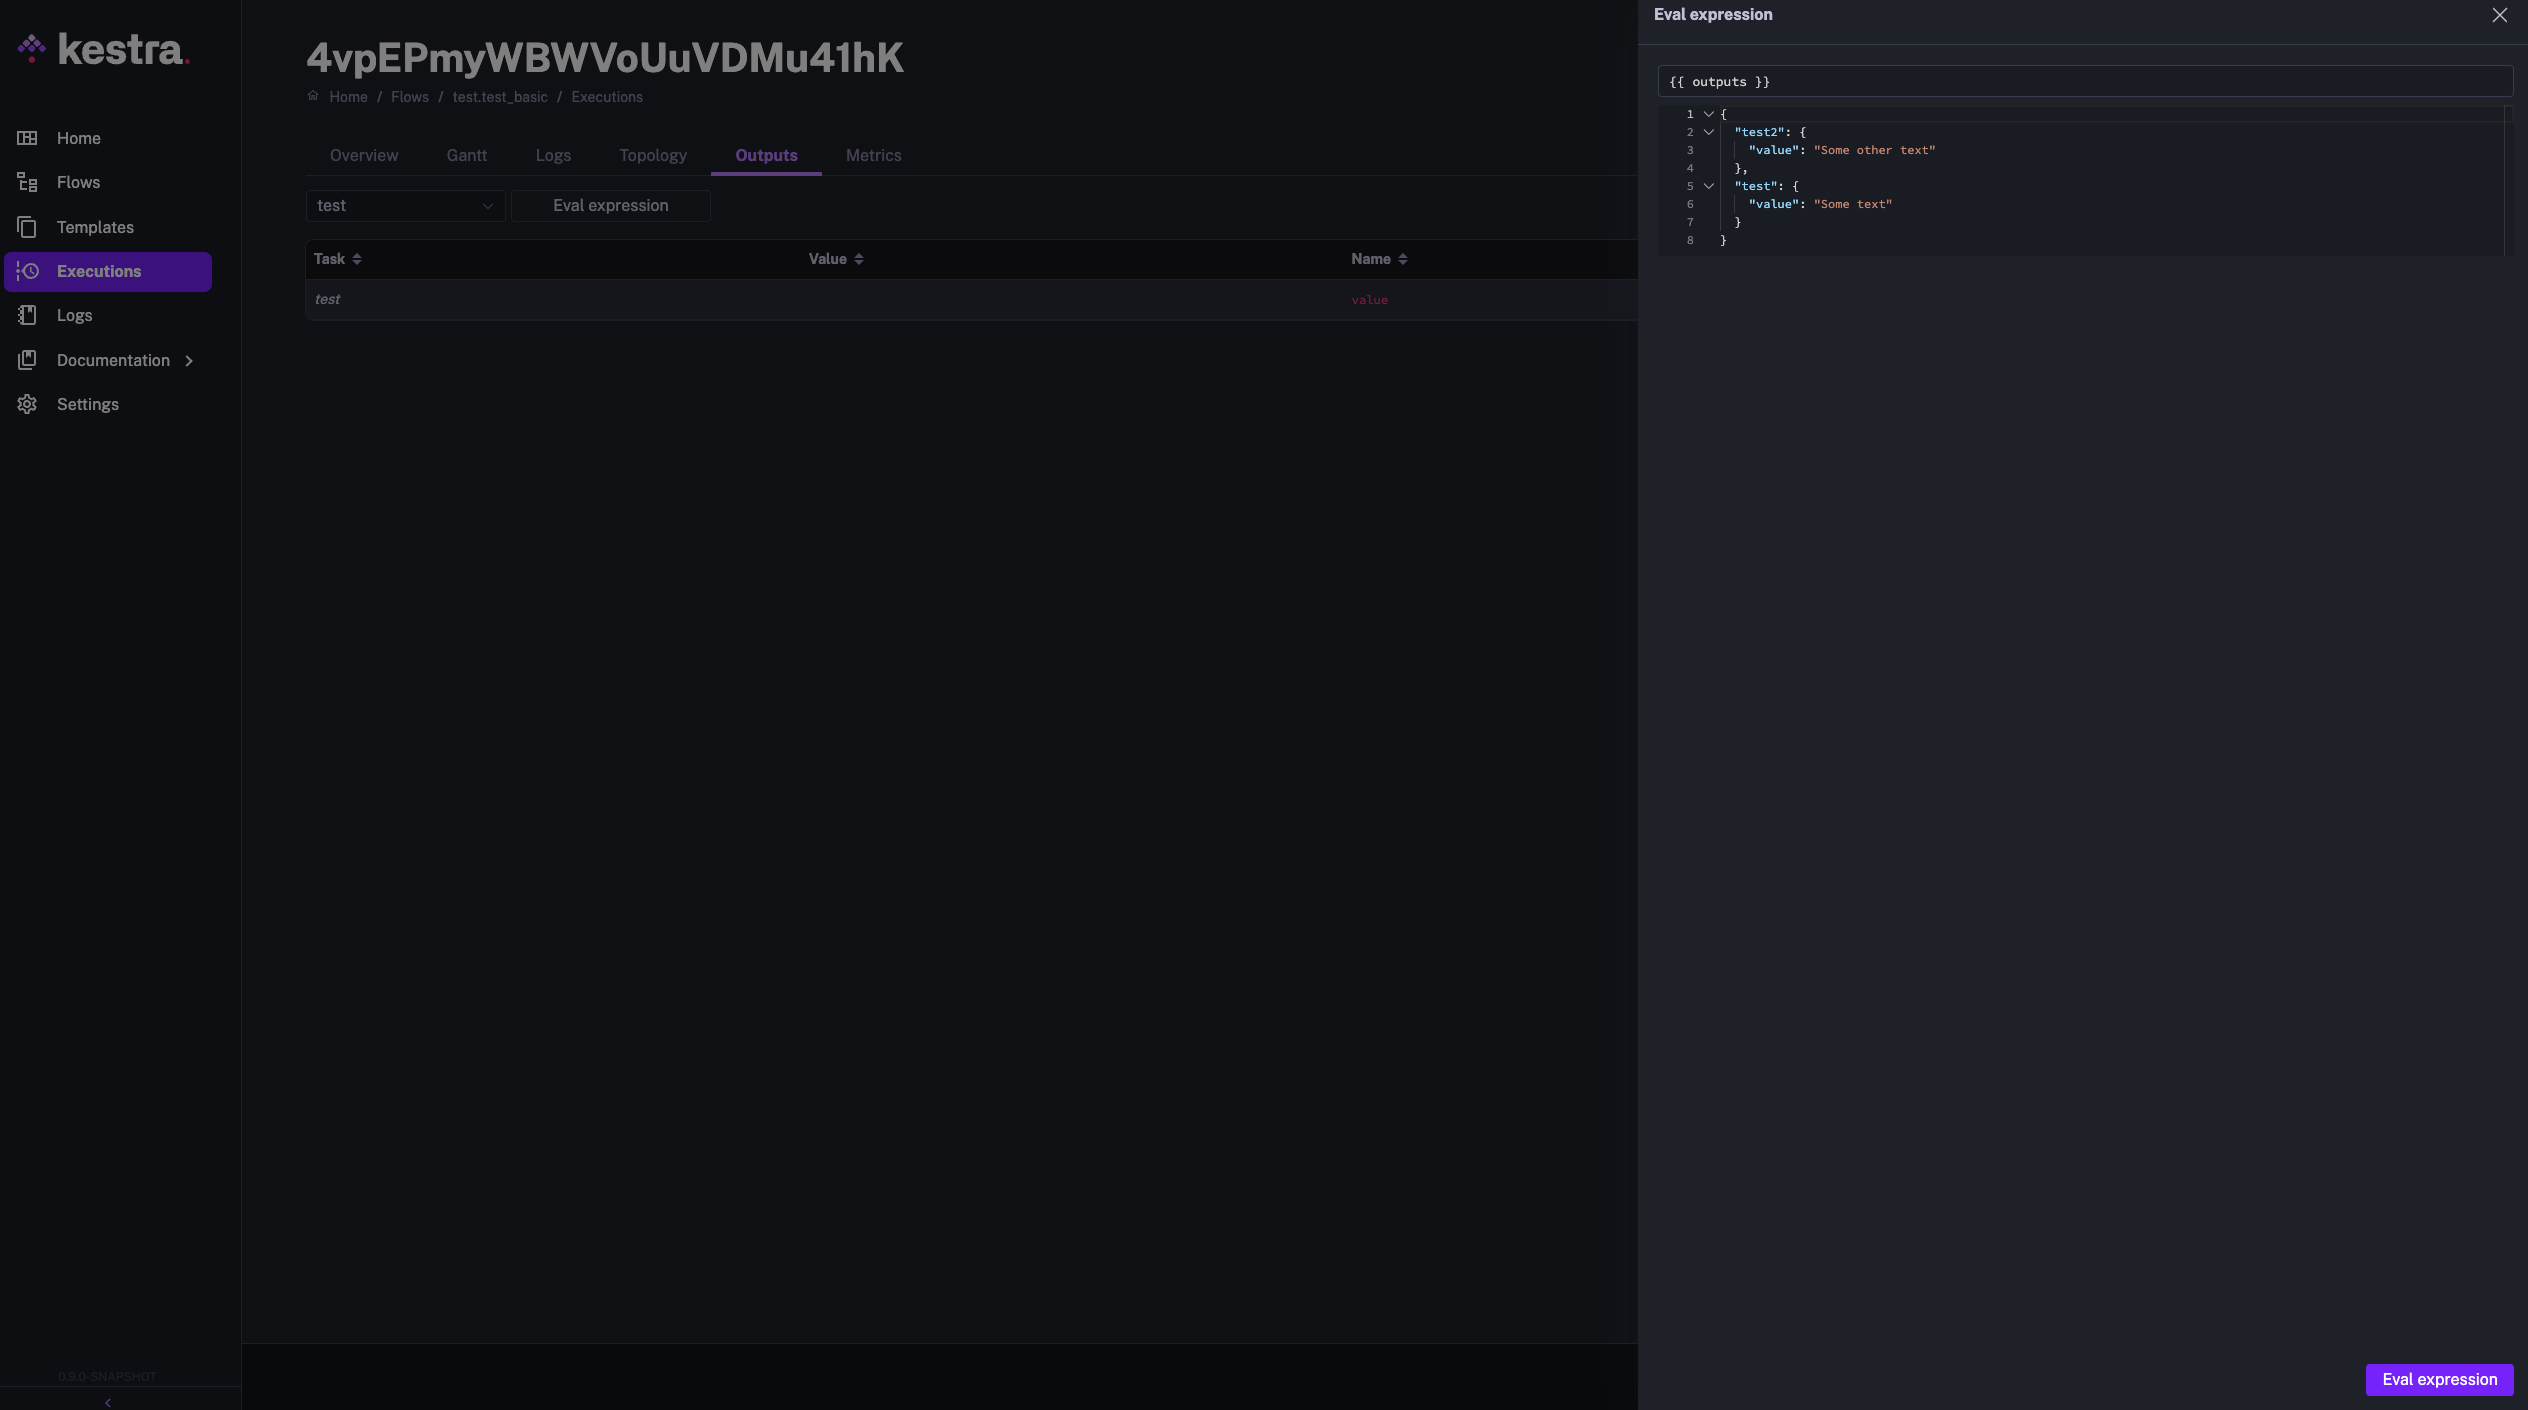 kestra.
Home
Flows
Templates
Executions
Logs
Documentation
Settings
0.9.0-SNAPSHOT
4vpEPmyWBWVoUuVDMu41hK
Home / Flows / test.test_basic / Executions
Overview Gantt Logs Topology Outputs Metrics
test Eval expression
Task Value Name
test value
Eval expression
{{ outputs }}
1 {
2 "test2": {
3 "value": "Some other text"
4 },
5 "test": {
6 "value": "Some text"
7 }
8 }
Eval expression